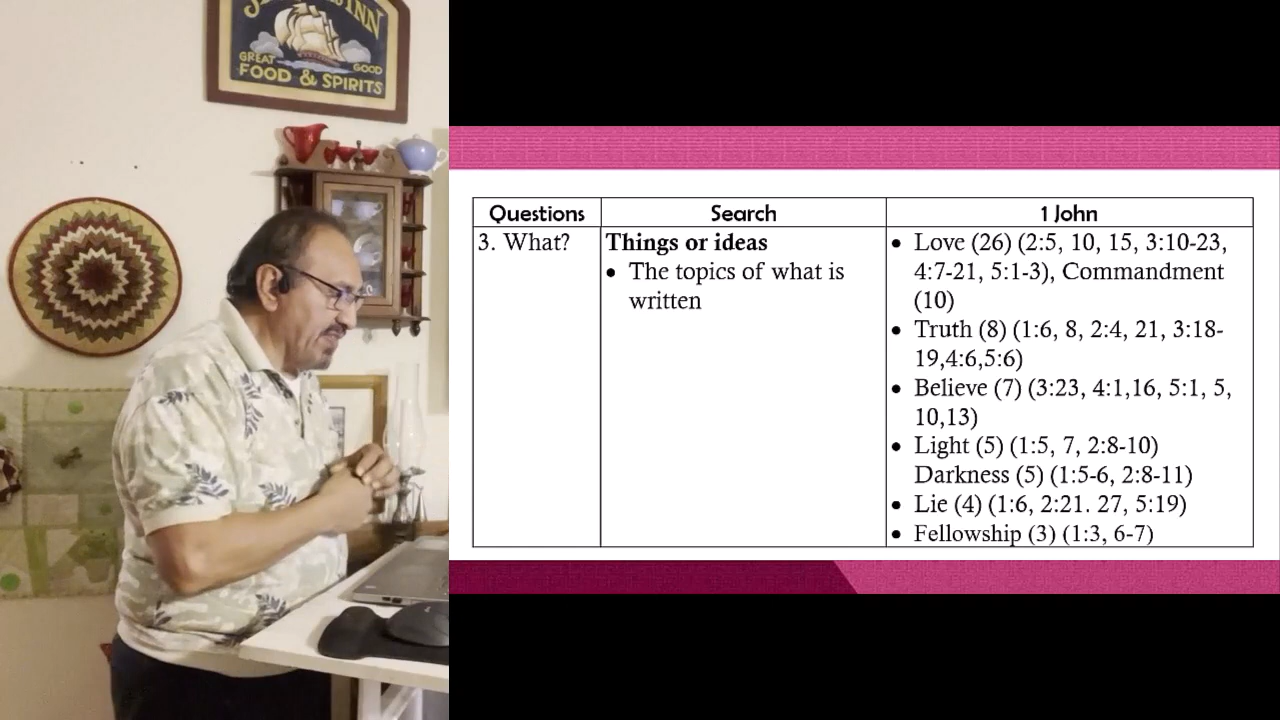 INN
GREAT GOOD
FOOD & SPIRITS
Questions Search 1 John
3. What? Things or ideas
• The topics of what is
written
• Love (26) (2:5, 10, 15, 3:10-23,
4:7-21, 5:1-3), Commandment
(10)
• Truth (8) (1:6, 8, 2:4, 21, 3:18-
19,4:6,5:6)
• Believe (7) (3:23, 4:1,16, 5:1, 5,
10,13)
• Light (5) (1:5, 7, 2:8-10)
Darkness (5) (1:5-6, 2:8-11)
• Lie (4) (1:6, 2:21. 27, 5:19)
• Fellowship (3) (1:3, 6-7)